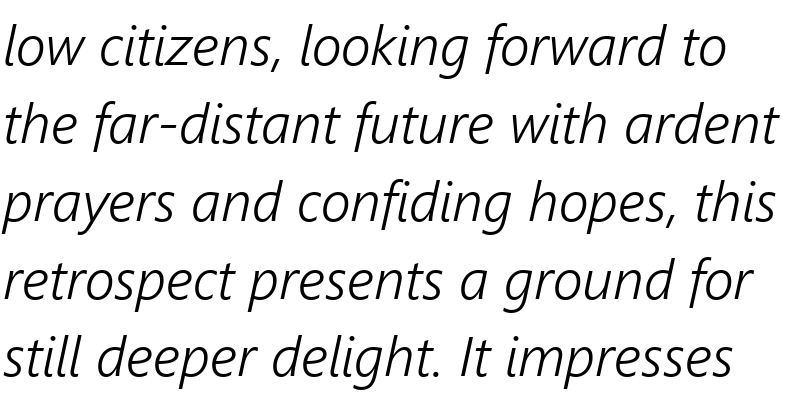 low citizens, looking forward to
the far-distant future with ardent
prayers and confiding hopes, this
retrospect presents a ground for
still deeper delight. It impresses